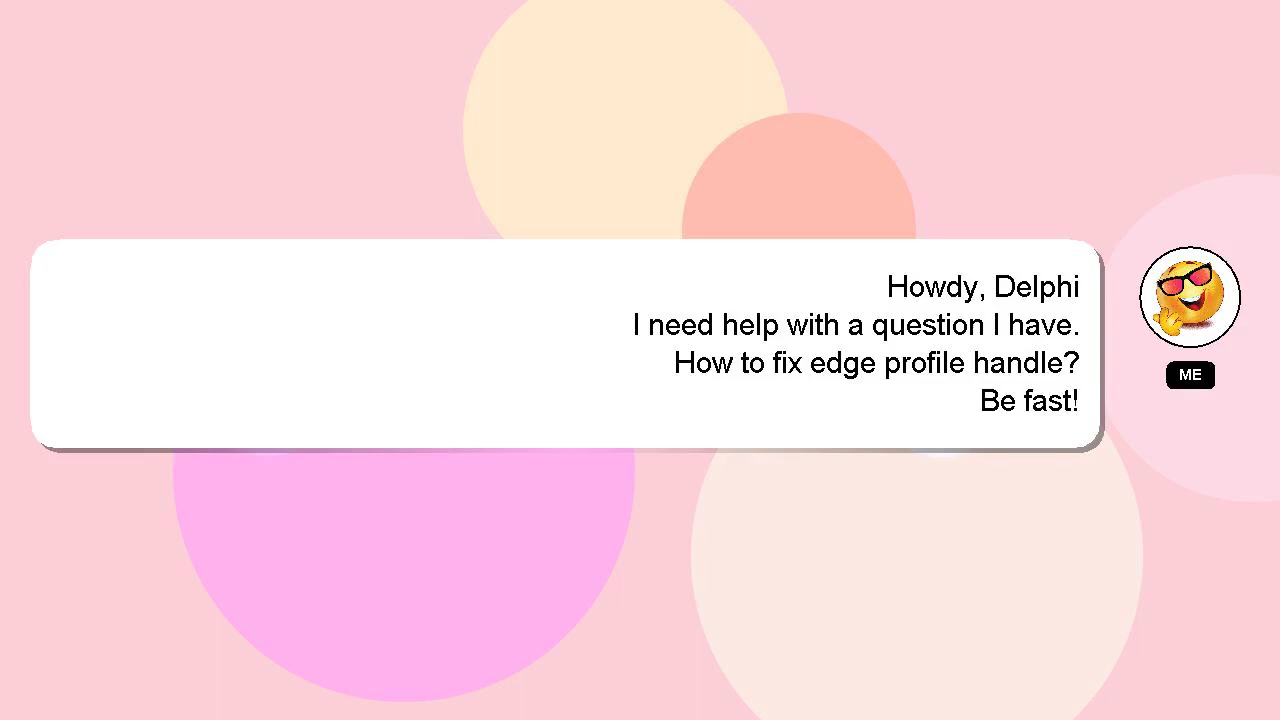 Howdy, Delphi
I need help with a question I have.
How to fix edge profile handle?
Be fast!
ME